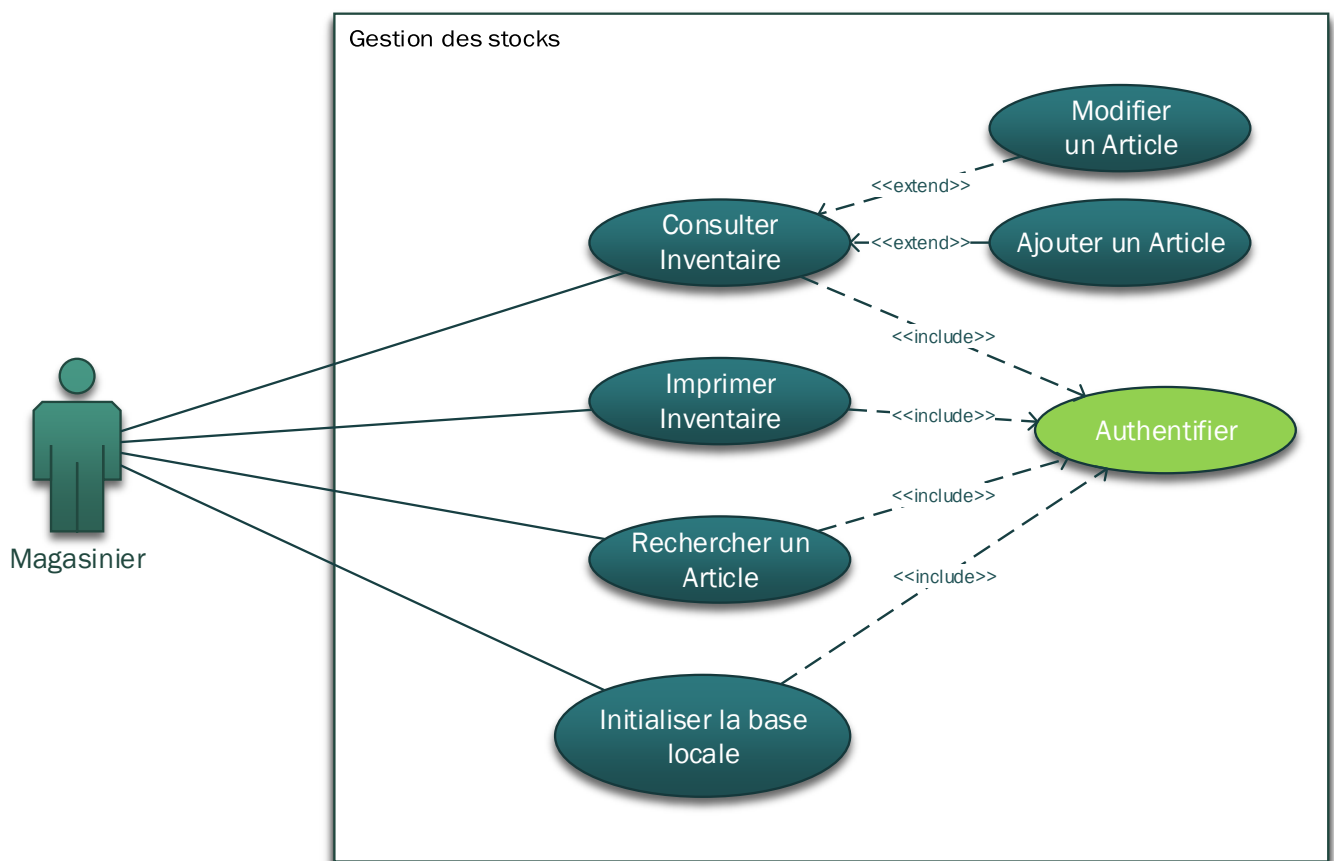 Gestion des stocks
Modifier
un Article
<<extend>>
Consulter
Inventaire
<<extend>>
Ajouter un Article
<<include>>
Imprimer
Inventaire
<<include>>
Authentifier
<<include>>
Rechercher un
Article
Magasinier
<<include>>
Initialiser la base
locale